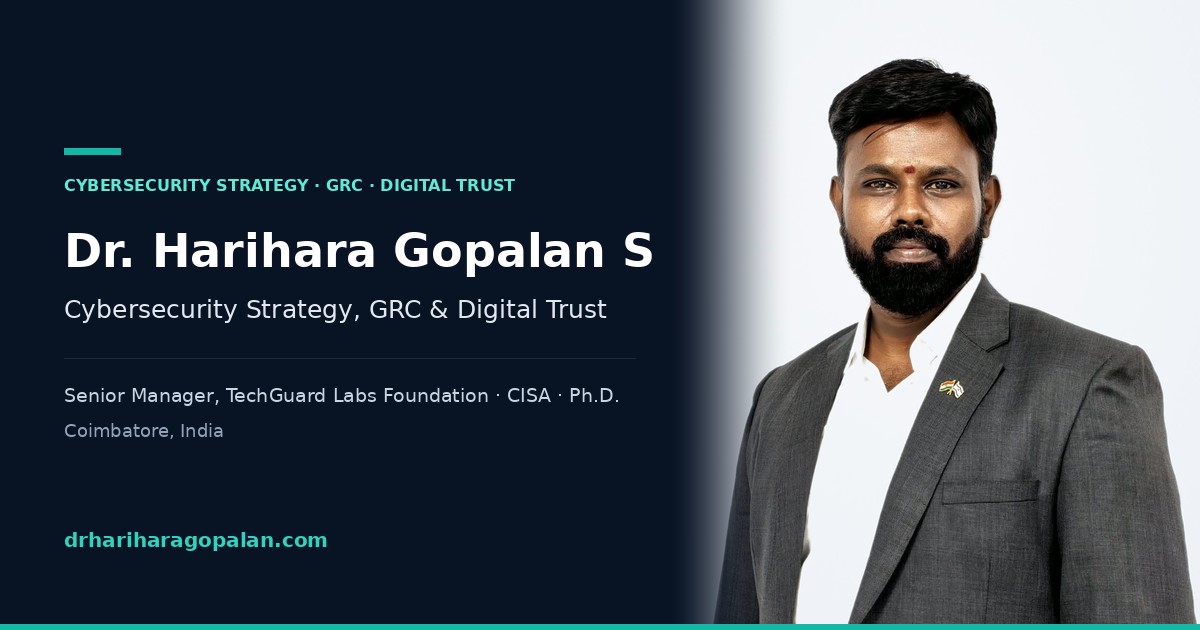 CYBERSECURITY STRATEGY · GRC · DIGITAL TRUST
Dr. Harihara Gopalan S
Cybersecurity Strategy, GRC & Digital Trust
Senior Manager, TechGuard Labs Foundation · CISA · Ph.D.
Coimbatore, India
drhariharagopalan.com